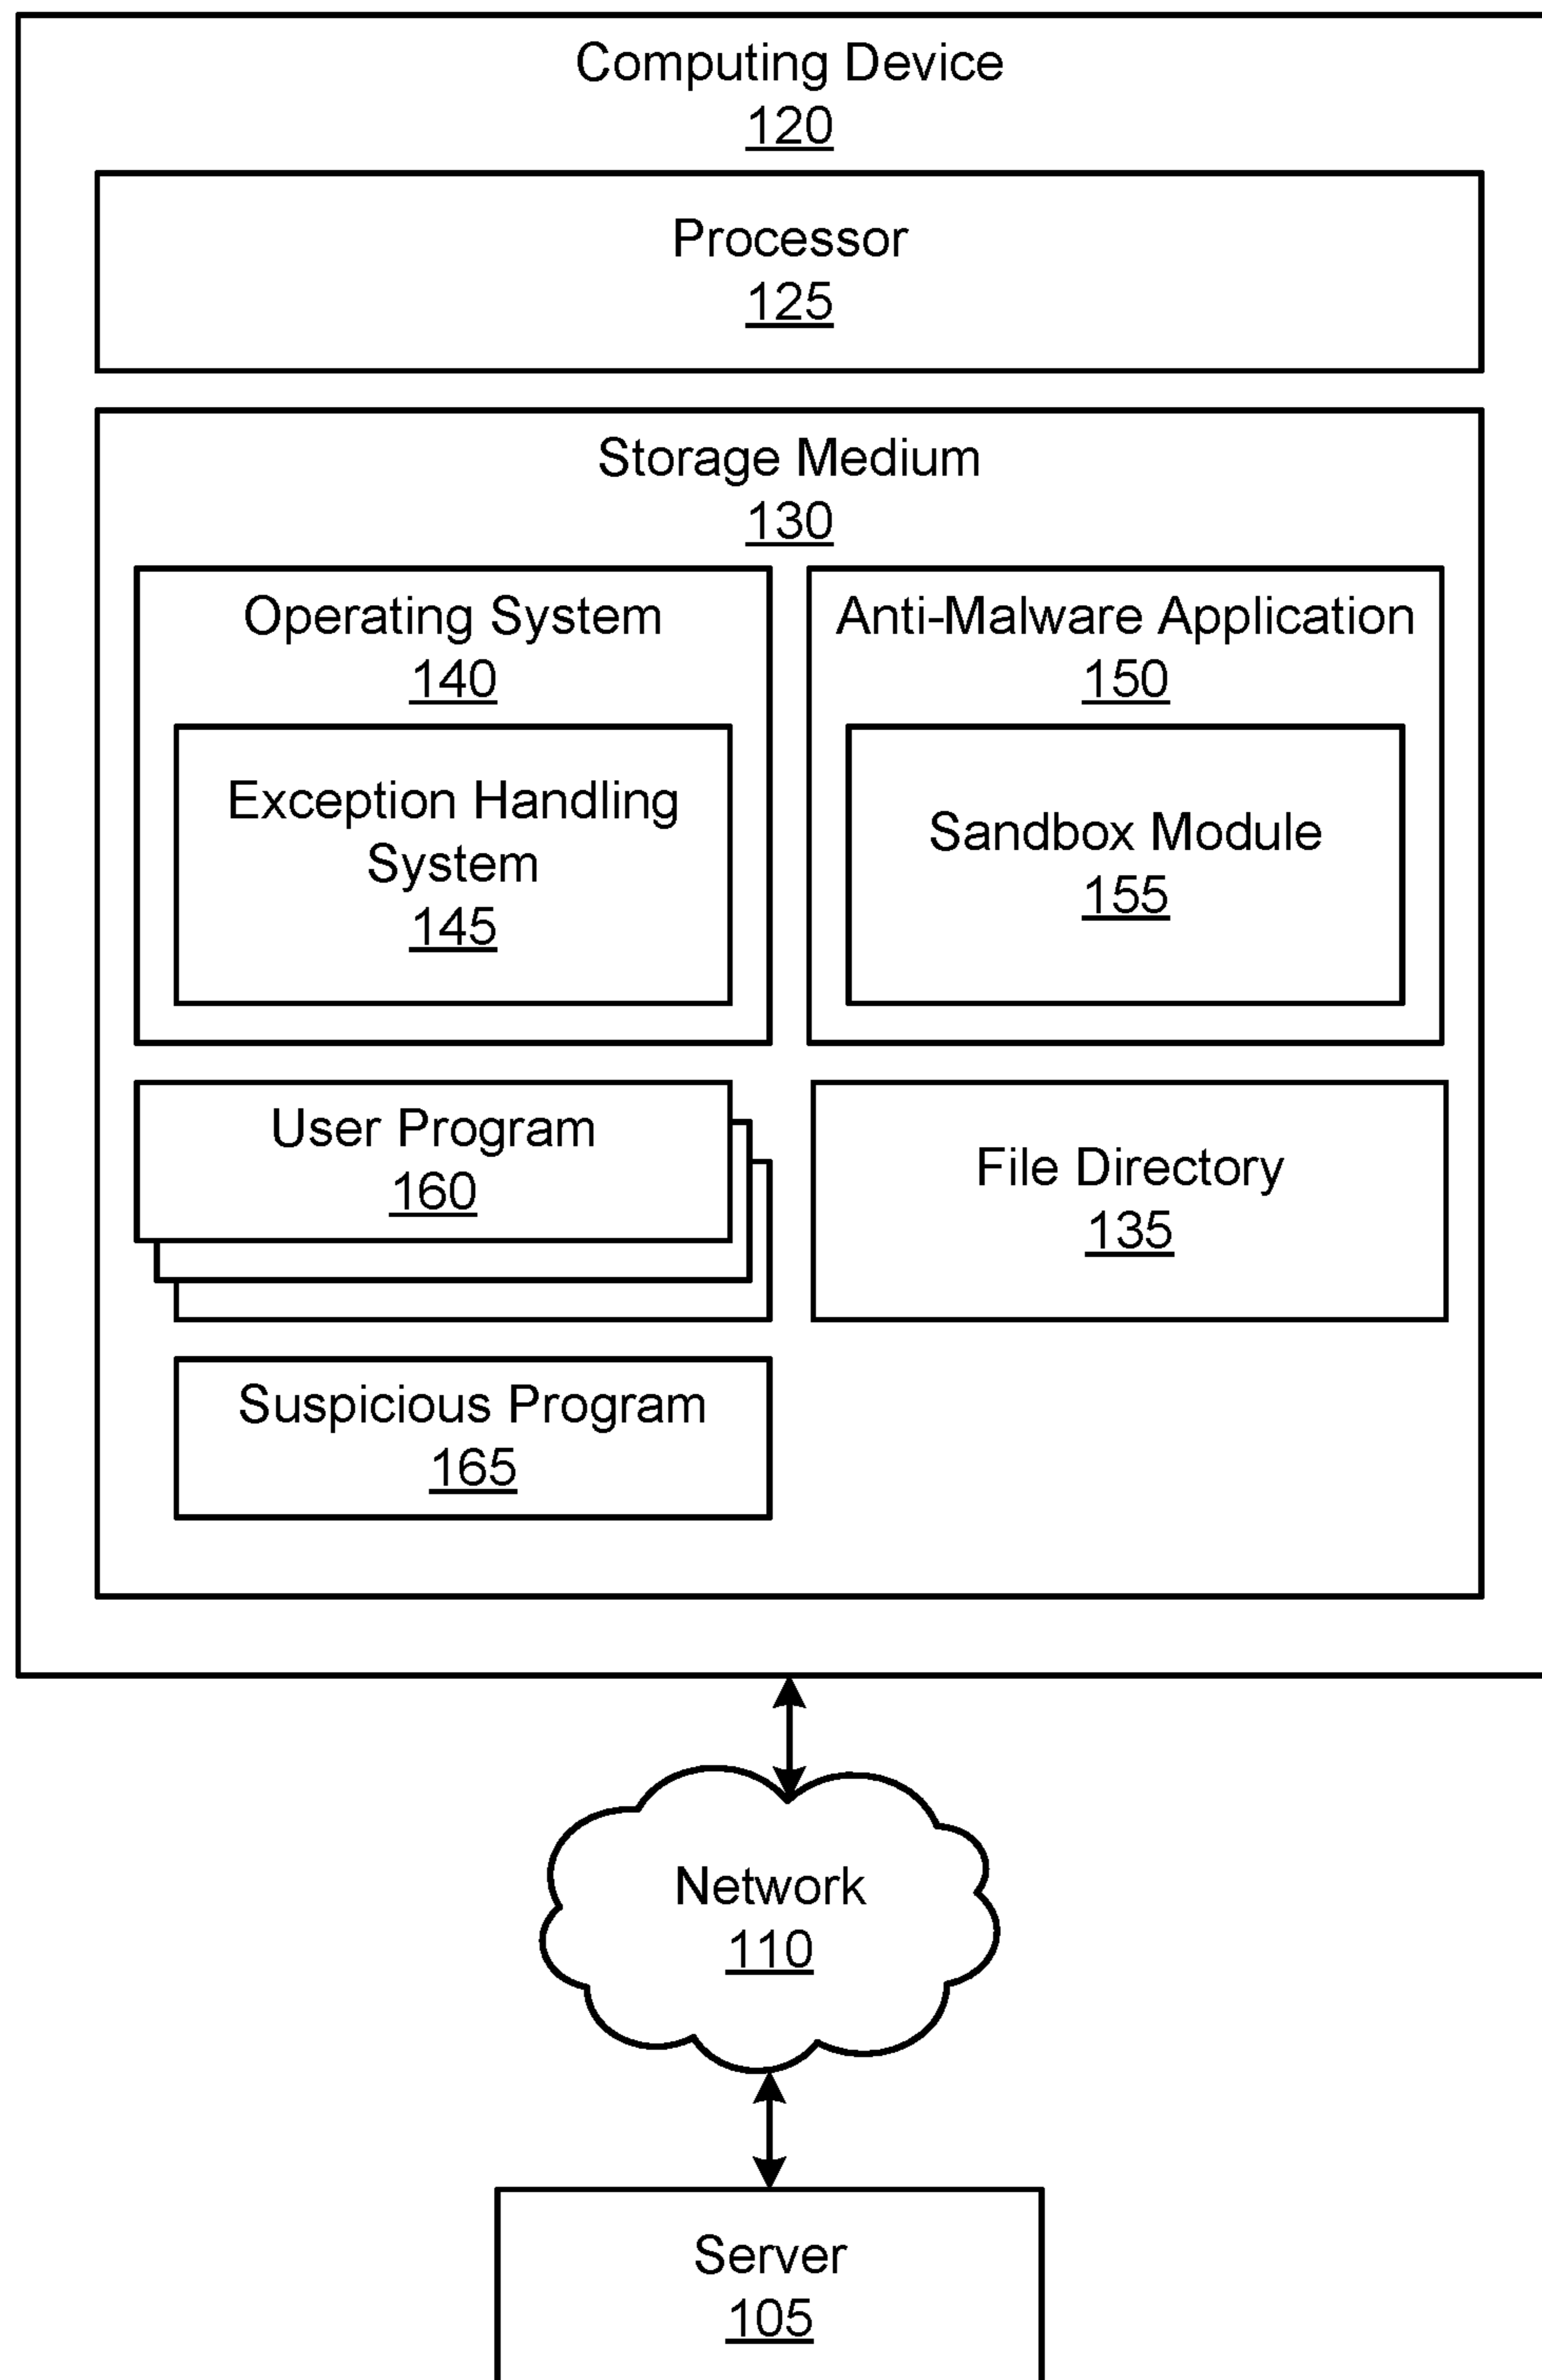 Computing Device
120
Processor
125
Storage Medium
130
Operating System
140
Exception Handling
System
145
Anti-Malware Application
150
Sandbox Module
155
User Program
160
File Directory
135
Suspicious Program
165
Network
110
Server
105